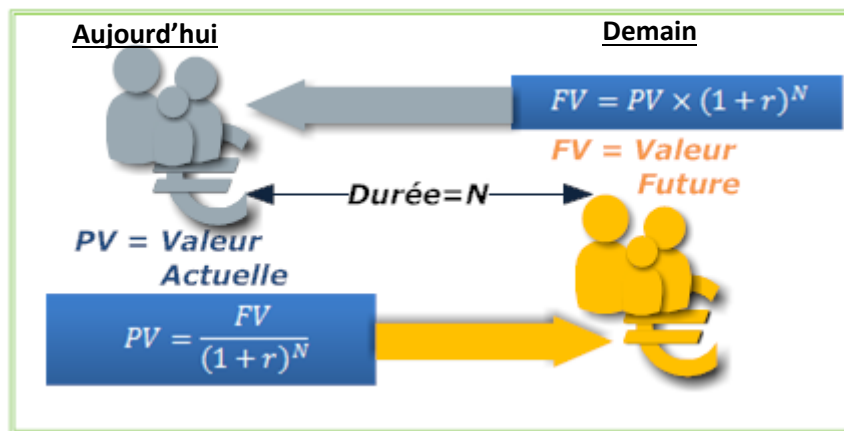 Aujourd'hui
Demain
FV = PV × (1 + r)^N
FV = Valeur
Future
Durée=N
PV = Valeur
Actuelle
PV = FV / (1 + r)^N